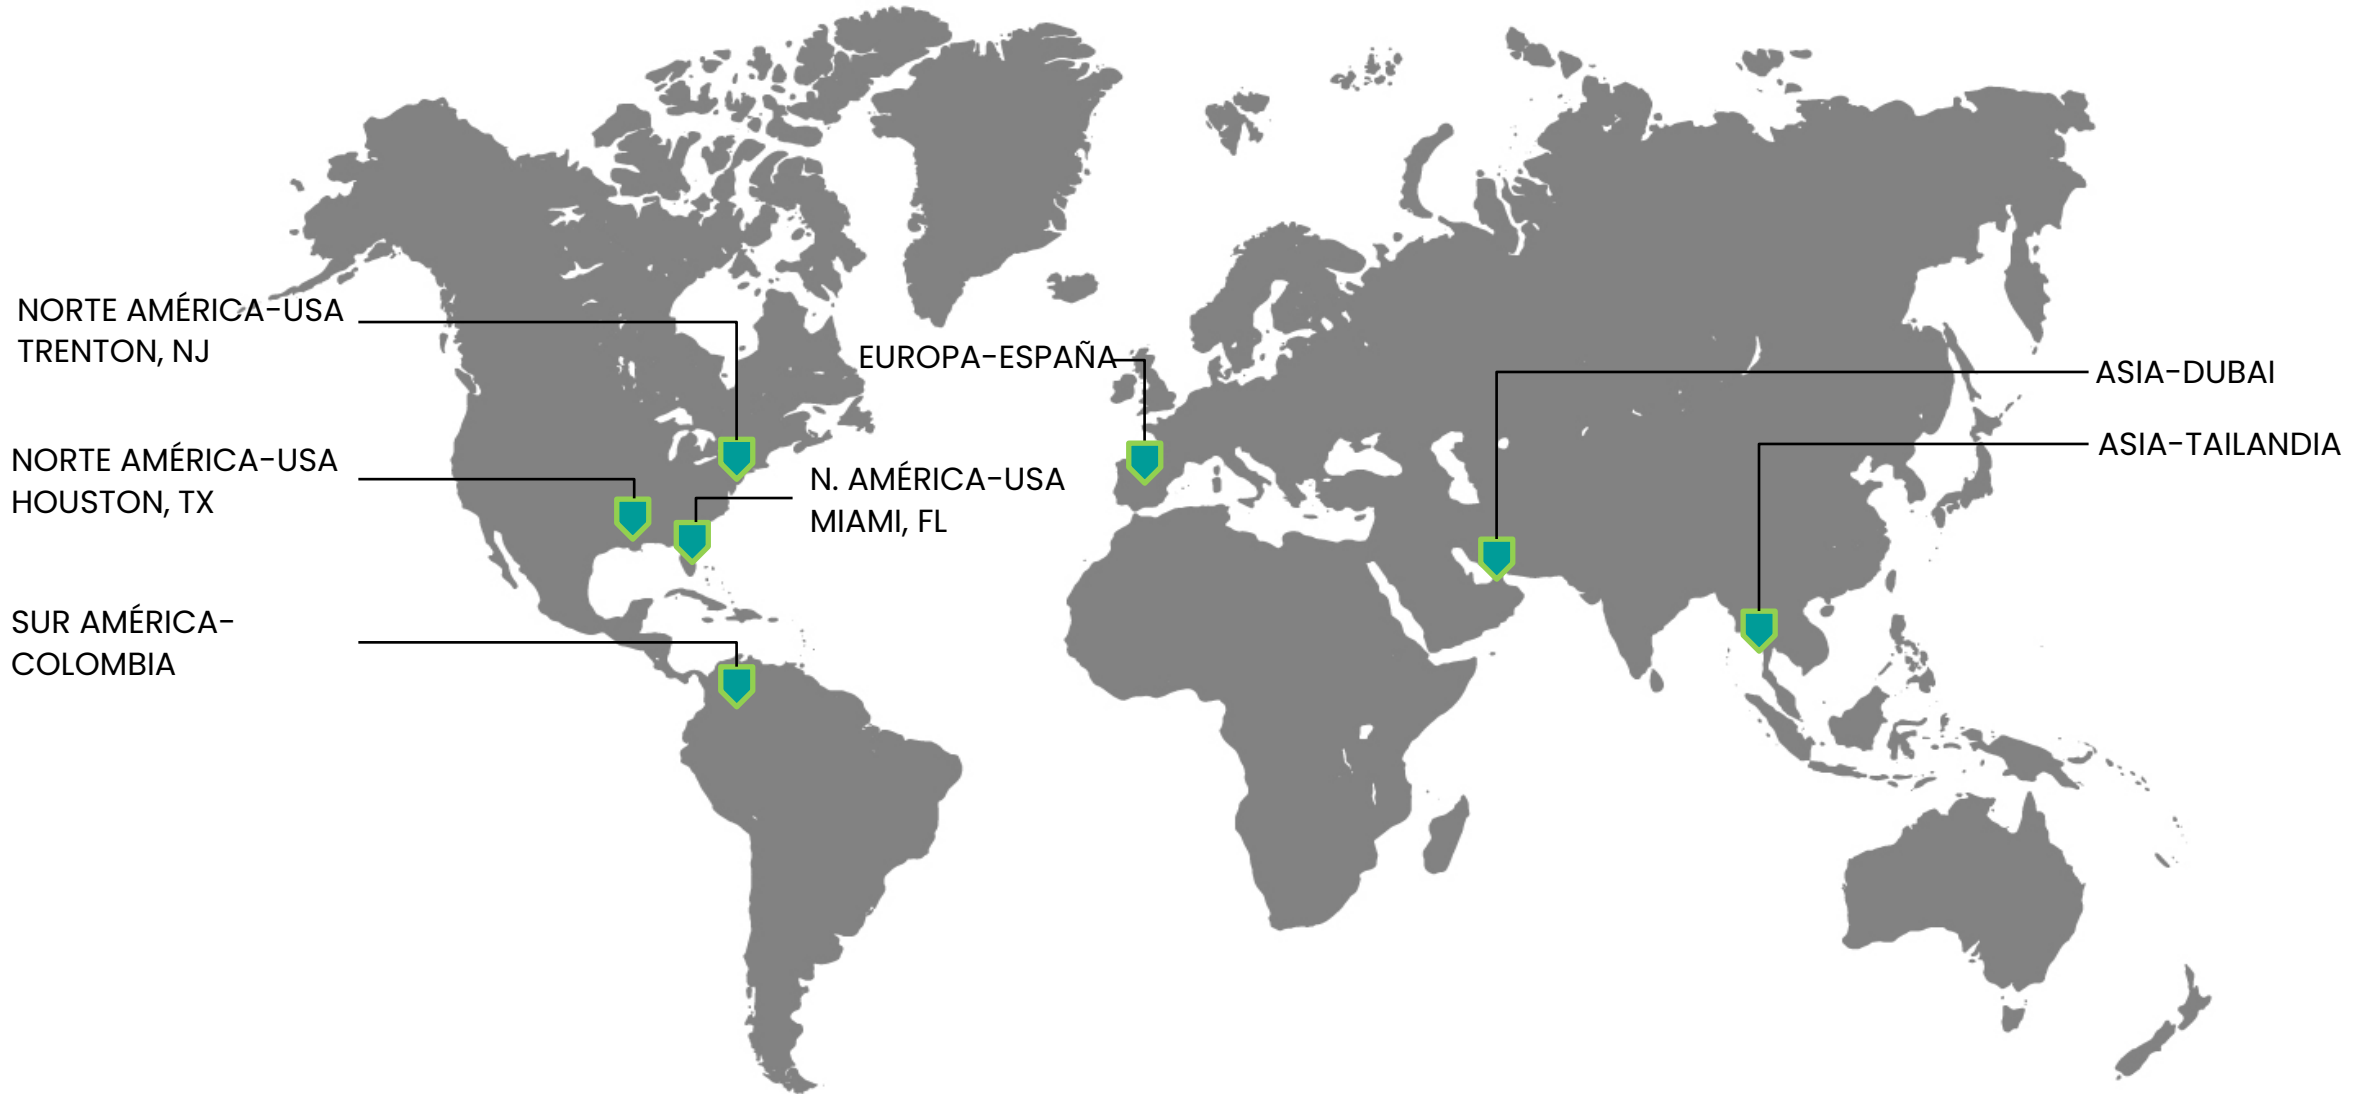 NORTE AMÉRICA-USA
TRENTON, NJ
EUROPA-ESPAÑA
ASIA-DUBAI
ASIA-TAILANDIA
NORTE AMÉRICA-USA
HOUSTON, TX
N. AMÉRICA-USA
MIAMI, FL
SUR AMÉRICA-
COLOMBIA